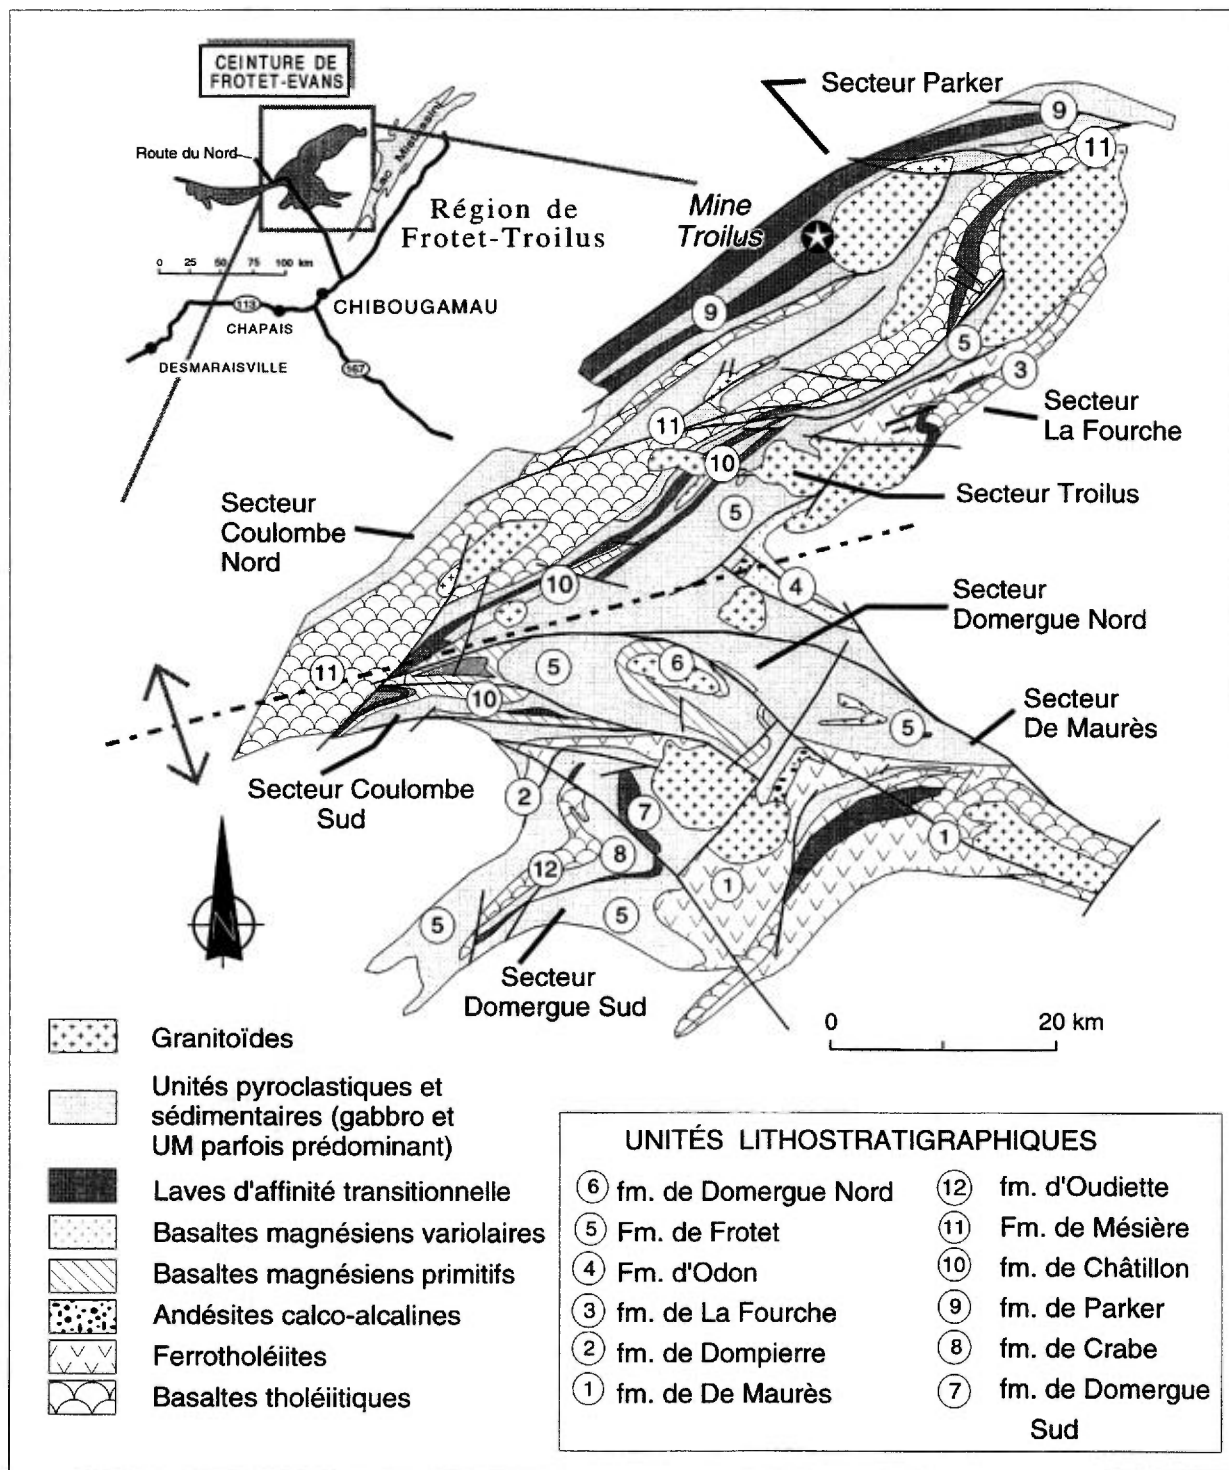 CEINTURE DE
FROTET-EVANS
Route du Nord
Lac Mistassini
Région de
Frotet-Troilus
0 25 50 75 100 km
113
CHIBOUGAMAU
CHAPAIS
DESMARAISVILLE
167
Secteur Parker
9
11
Mine
Troilus
9
5
3
Secteur
La Fourche
11
10
Secteur Troilus
5
Secteur
Coulombe
Nord
10
4
Secteur
Domergue Nord
11
5
6
10
5
Secteur
De Maurès
Secteur Coulombe
Sud
2
7
8
12
1
1
5
5
N
Secteur
Domergue Sud
0 20 km
Granitoïdes
Unités pyroclastiques et
sédimentaires (gabbro et
UM parfois prédominant)
Laves d'affinité transitionnelle
Basaltes magnésiens variolaires
Basaltes magnésiens primitifs
Andésites calco-alcalines
Ferrotholéiites
Basaltes tholéiitiques
UNITÉS LITHOSTRATIGRAPHIQUES
6 fm. de Domergue Nord
5 Fm. de Frotet
4 Fm. d'Odon
3 fm. de La Fourche
2 fm. de Dompierre
1 fm. de De Maurès
12 fm. d'Oudiette
11 Fm. de Mésière
10 fm. de Châtillon
9 fm. de Parker
8 fm. de Crabe
7 fm. de Domergue
Sud